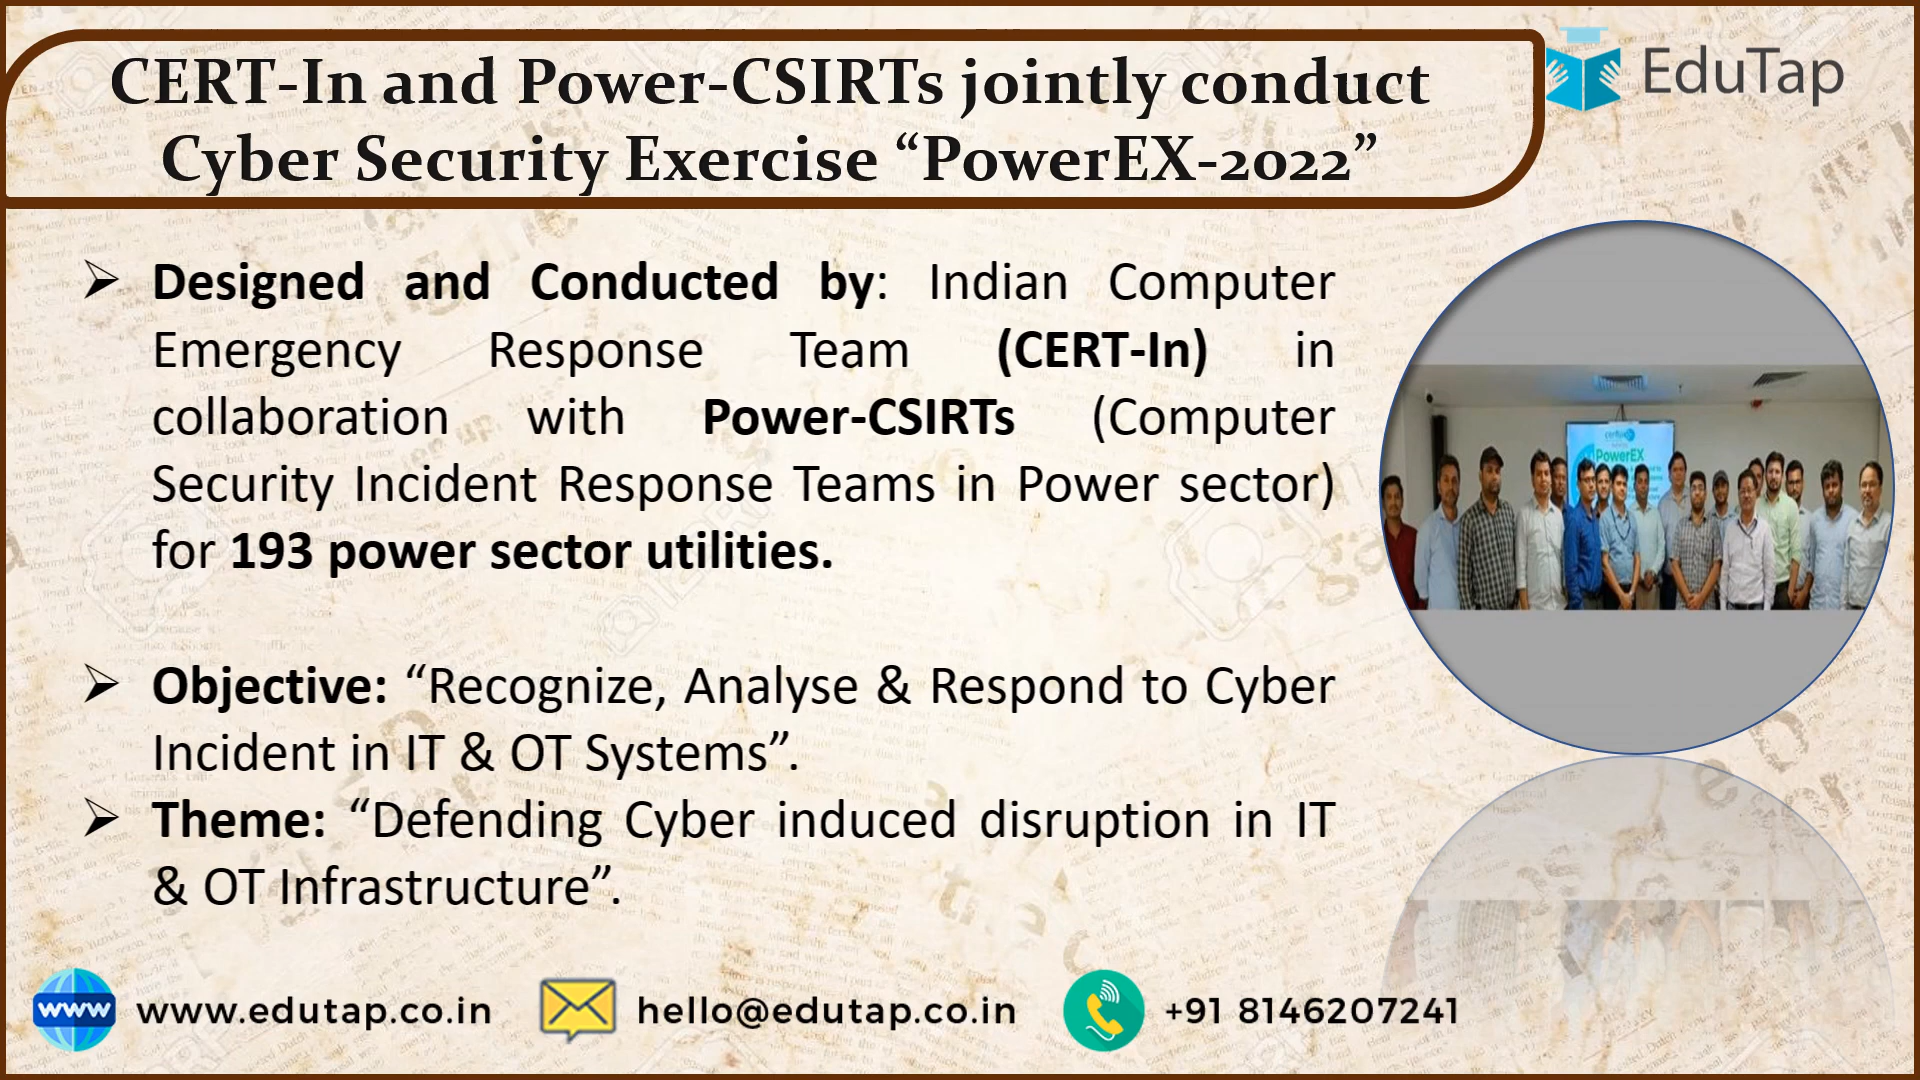 CERT-In and Power-CSIRTs jointly conduct
Cyber Security Exercise “PowerEX-2022”
EduTap
➢ Designed and Conducted by: Indian Computer
Emergency Response Team (CERT-In) in
collaboration with Power-CSIRTs (Computer
Security Incident Response Teams in Power sector)
for 193 power sector utilities.
PowerEX
➢ Objective: “Recognize, Analyse & Respond to Cyber
Incident in IT & OT Systems”.
➢ Theme: “Defending Cyber induced disruption in IT
& OT Infrastructure”.
www
www.edutap.co.in
hello@edutap.co.in
+91 8146207241